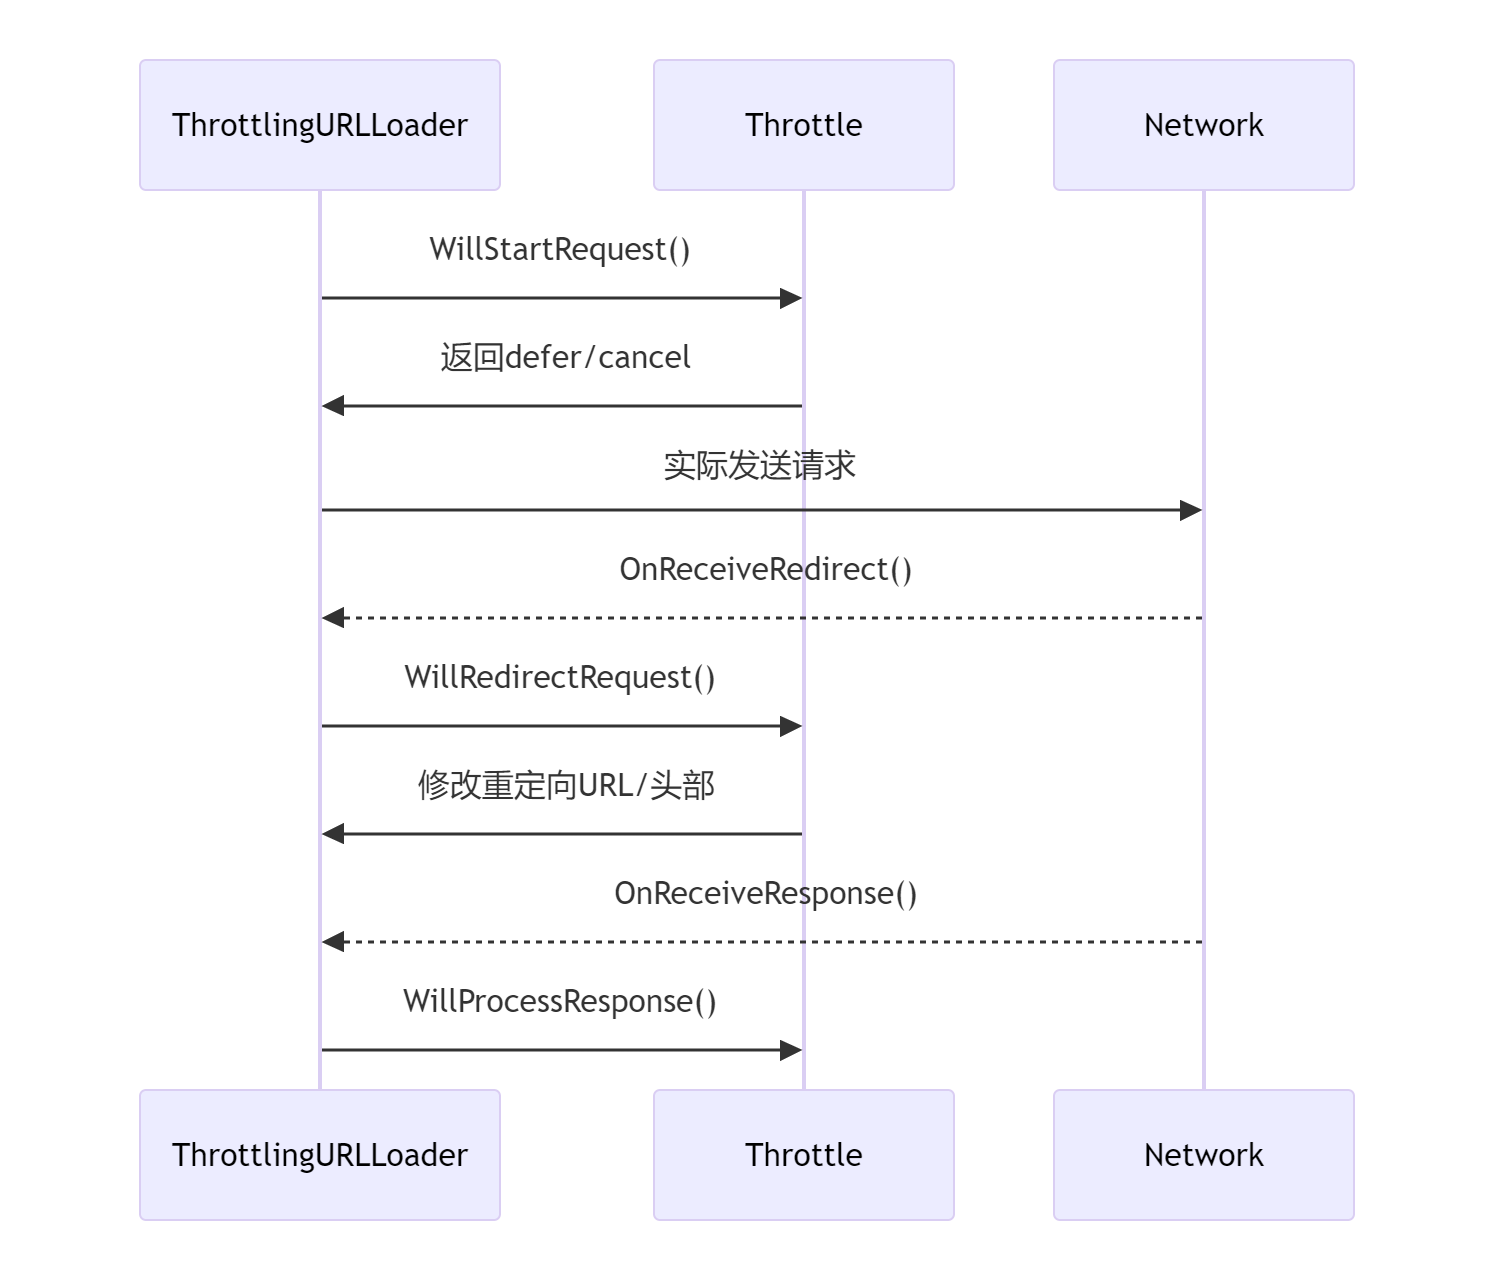 ThrottlingURLLoader
Throttle
Network
WillStartRequest()
返回defer/cancel
实际发送请求
OnReceiveRedirect()
WillRedirectRequest()
修改重定向URL/头部
OnReceiveResponse()
WillProcessResponse()
ThrottlingURLLoader
Throttle
Network